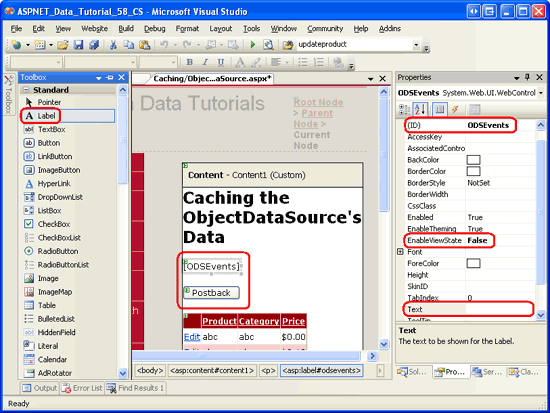 ASPNET_Data_Tutorial_58_CS - Microsoft Visual Studio
File Edit View Website Build Debug Format Layout Tools Window Community Help Addins
updateproduct
Toolbox
Toolbox
Standard
Pointer
Label
TextBox
Button
LinkButton
ImageButton
HyperLink
DropDownList
ListBox
CheckBox
CheckBoxList
RadioButton
RadioButtonList
Image
ImageMap
Table
BulletedList
HiddenField
Literal
Calendar
AdRotator
Caching/Objec...aSource.aspx*
Data Tutorials
Root Node
> Parent
Node >
Current
Node
Content - Content1 (Custom)
Caching the
ObjectDataSource's
Data
[ODSEvents]
Postback
Product Category Price
Edit abc abc $0.00
<body> <asp:content#content1> <p> <asp:label#odsevents>
Properties
ODSEvents System.Web.UI.WebControl
(ID) ODSEvents
AccessKey
AssociatedContro
BackColor
BorderColor
BorderStyle NotSet
BorderWidth
CssClass
Enabled True
EnableTheming True
EnableViewState False
Font
ForeColor
Height
SkinID
TabIndex 0
Text
Text
The text to be shown for the Label.
Sol... Pro... Ser... Cla...
Output Error List Find Results 1
Ready